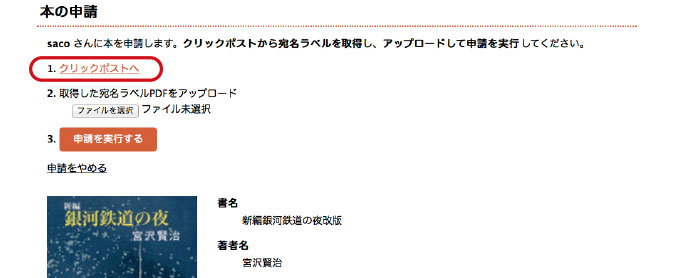 本の申請
saco さんに本を申請します。クリックポストから宛名ラベルを取得し、アップロードして申請を実行してください。
1. クリックポストへ
2. 取得した宛名ラベルPDFをアップロード
ファイルを選択 ファイル未選択
3. 申請を実行する
申請をやめる
新編
銀河鉄道の夜
宮沢賢治
書名
新編銀河鉄道の夜改版
著者名
宮沢賢治